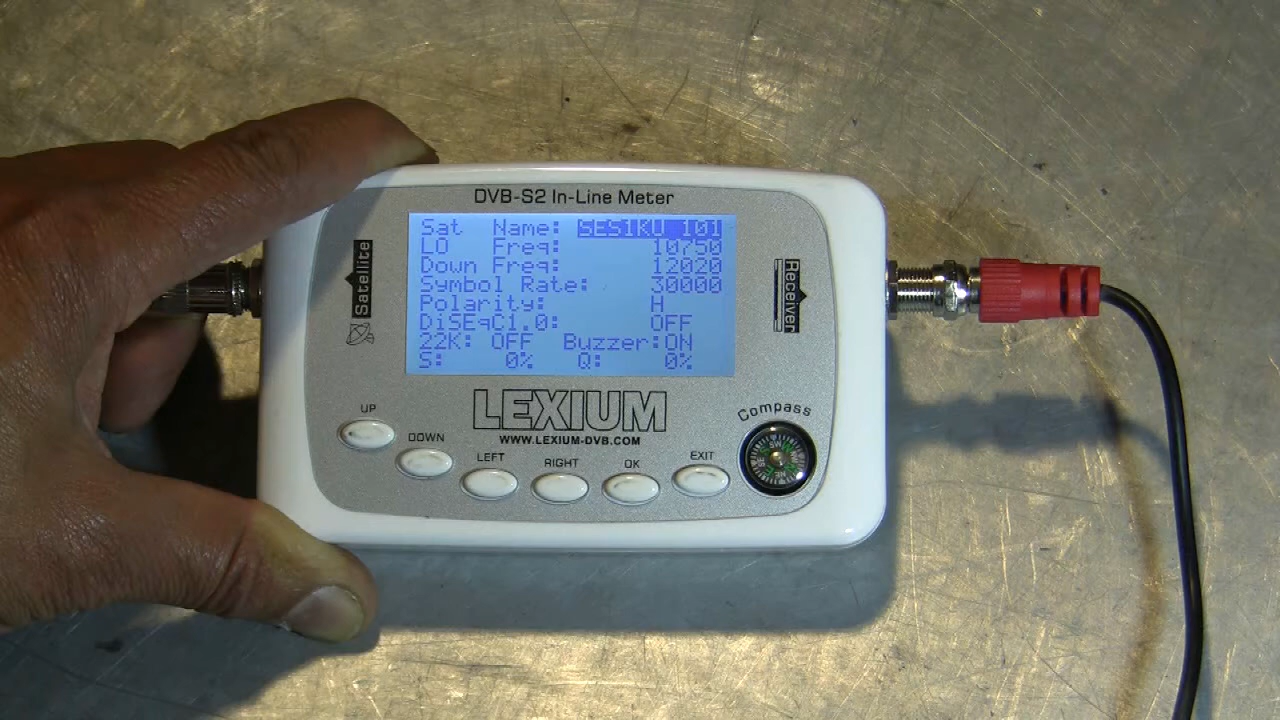 DVB-S2 In-Line Meter
Sat Name: SES1KU 101
LO Freq: 10750
Down Freq: 12020
Symbol Rate: 30000
Polarity: H
DiSEqC1.0: OFF
22K: OFF Buzzer: ON
S: 0% Q: 0%
Satellite
Receiver
LEXIUM
WWW.LEXIUM-DVB.COM
Compass
UP
DOWN
LEFT
RIGHT
OK
EXIT